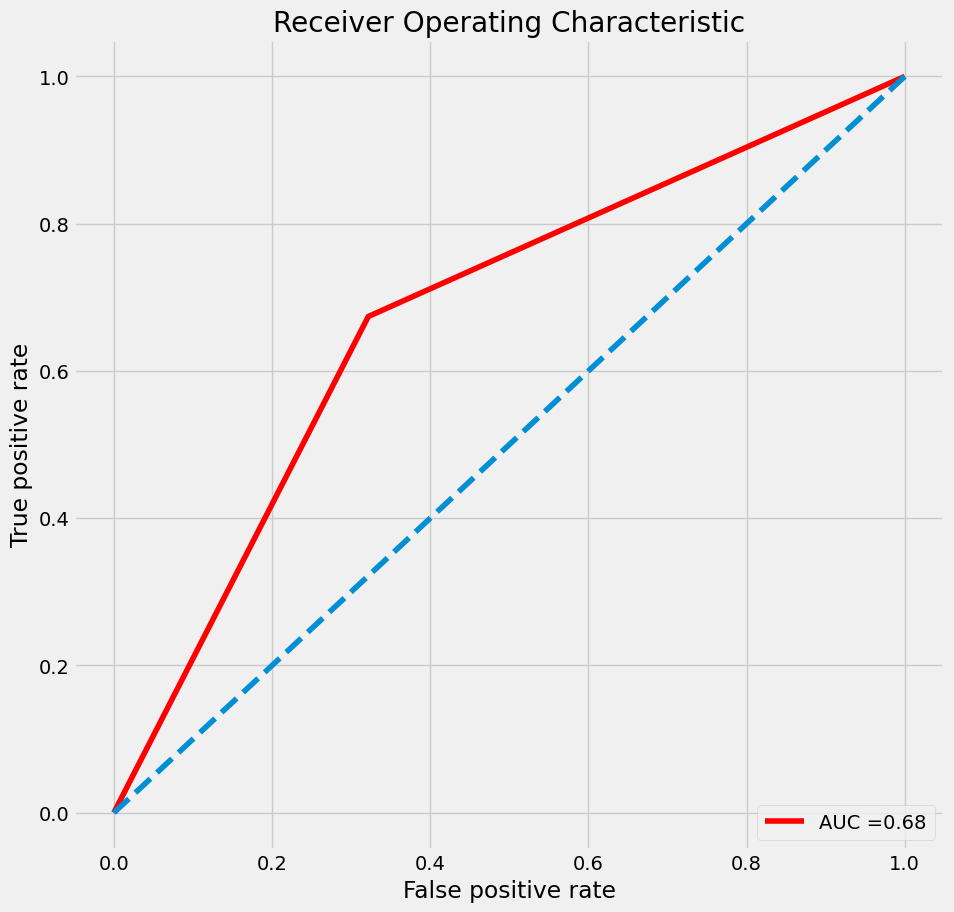 Receiver Operating Characteristic
1.0
0.8
0.6
0.4
0.2
0.0
True positive rate
AUC =0.68
0.0 0.2 0.4 0.6 0.8 1.0
False positive rate